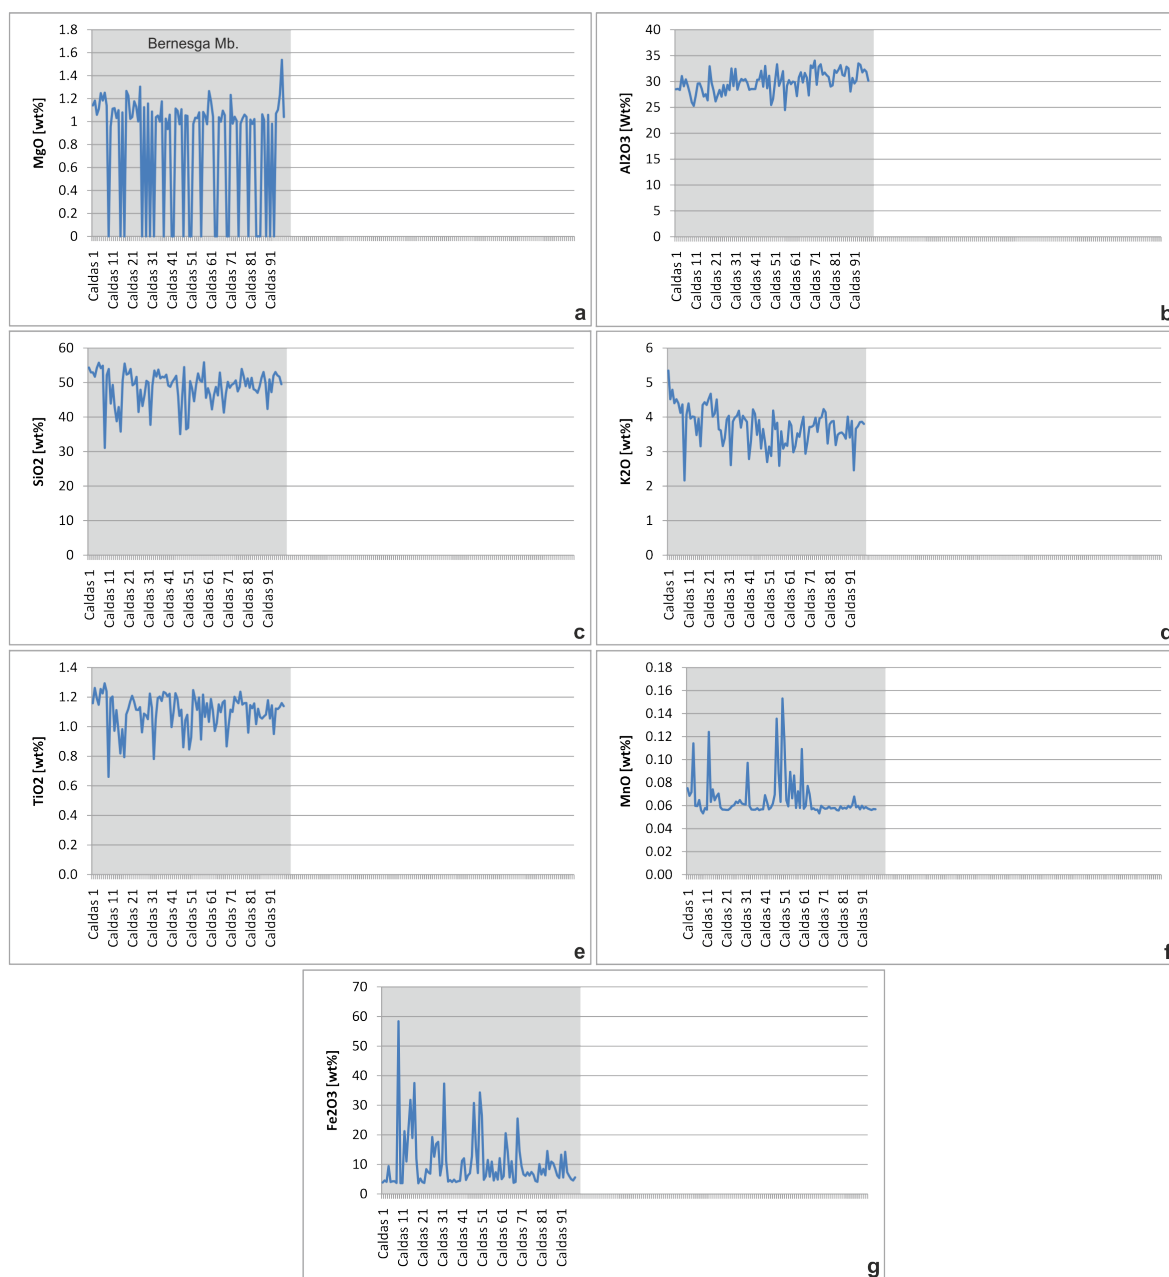 Bernesga Mb.
MgO [wt%]
1.8
1.6
1.4
1.2
1
0.8
0.6
0.4
0.2
0
Caldas 1
Caldas 11
Caldas 21
Caldas 31
Caldas 41
Caldas 51
Caldas 61
Caldas 71
Caldas 81
Caldas 91
a
Al2O3 [Wt%]
40
35
30
25
20
15
10
5
0
Caldas 1
Caldas 11
Caldas 21
Caldas 31
Caldas 41
Caldas 51
Caldas 61
Caldas 71
Caldas 81
Caldas 91
b
SiO2 [wt%]
60
50
40
30
20
10
0
Caldas 1
Caldas 11
Caldas 21
Caldas 31
Caldas 41
Caldas 51
Caldas 61
Caldas 71
Caldas 81
Caldas 91
c
K2O [wt%]
6
5
4
3
2
1
0
Caldas 1
Caldas 11
Caldas 21
Caldas 31
Caldas 41
Caldas 51
Caldas 61
Caldas 71
Caldas 81
Caldas 91
d
TiO2 [wt%]
1.4
1.2
1.0
0.8
0.6
0.4
0.2
0.0
Caldas 1
Caldas 11
Caldas 21
Caldas 31
Caldas 41
Caldas 51
Caldas 61
Caldas 71
Caldas 81
Caldas 91
e
MnO [wt%]
0.18
0.16
0.14
0.12
0.10
0.08
0.06
0.04
0.02
0.00
Caldas 1
Caldas 11
Caldas 21
Caldas 31
Caldas 41
Caldas 51
Caldas 61
Caldas 71
Caldas 81
Caldas 91
f
Fe2O3 [wt%]
70
60
50
40
30
20
10
0
Caldas 1
Caldas 11
Caldas 21
Caldas 31
Caldas 41
Caldas 51
Caldas 61
Caldas 71
Caldas 81
Caldas 91
g